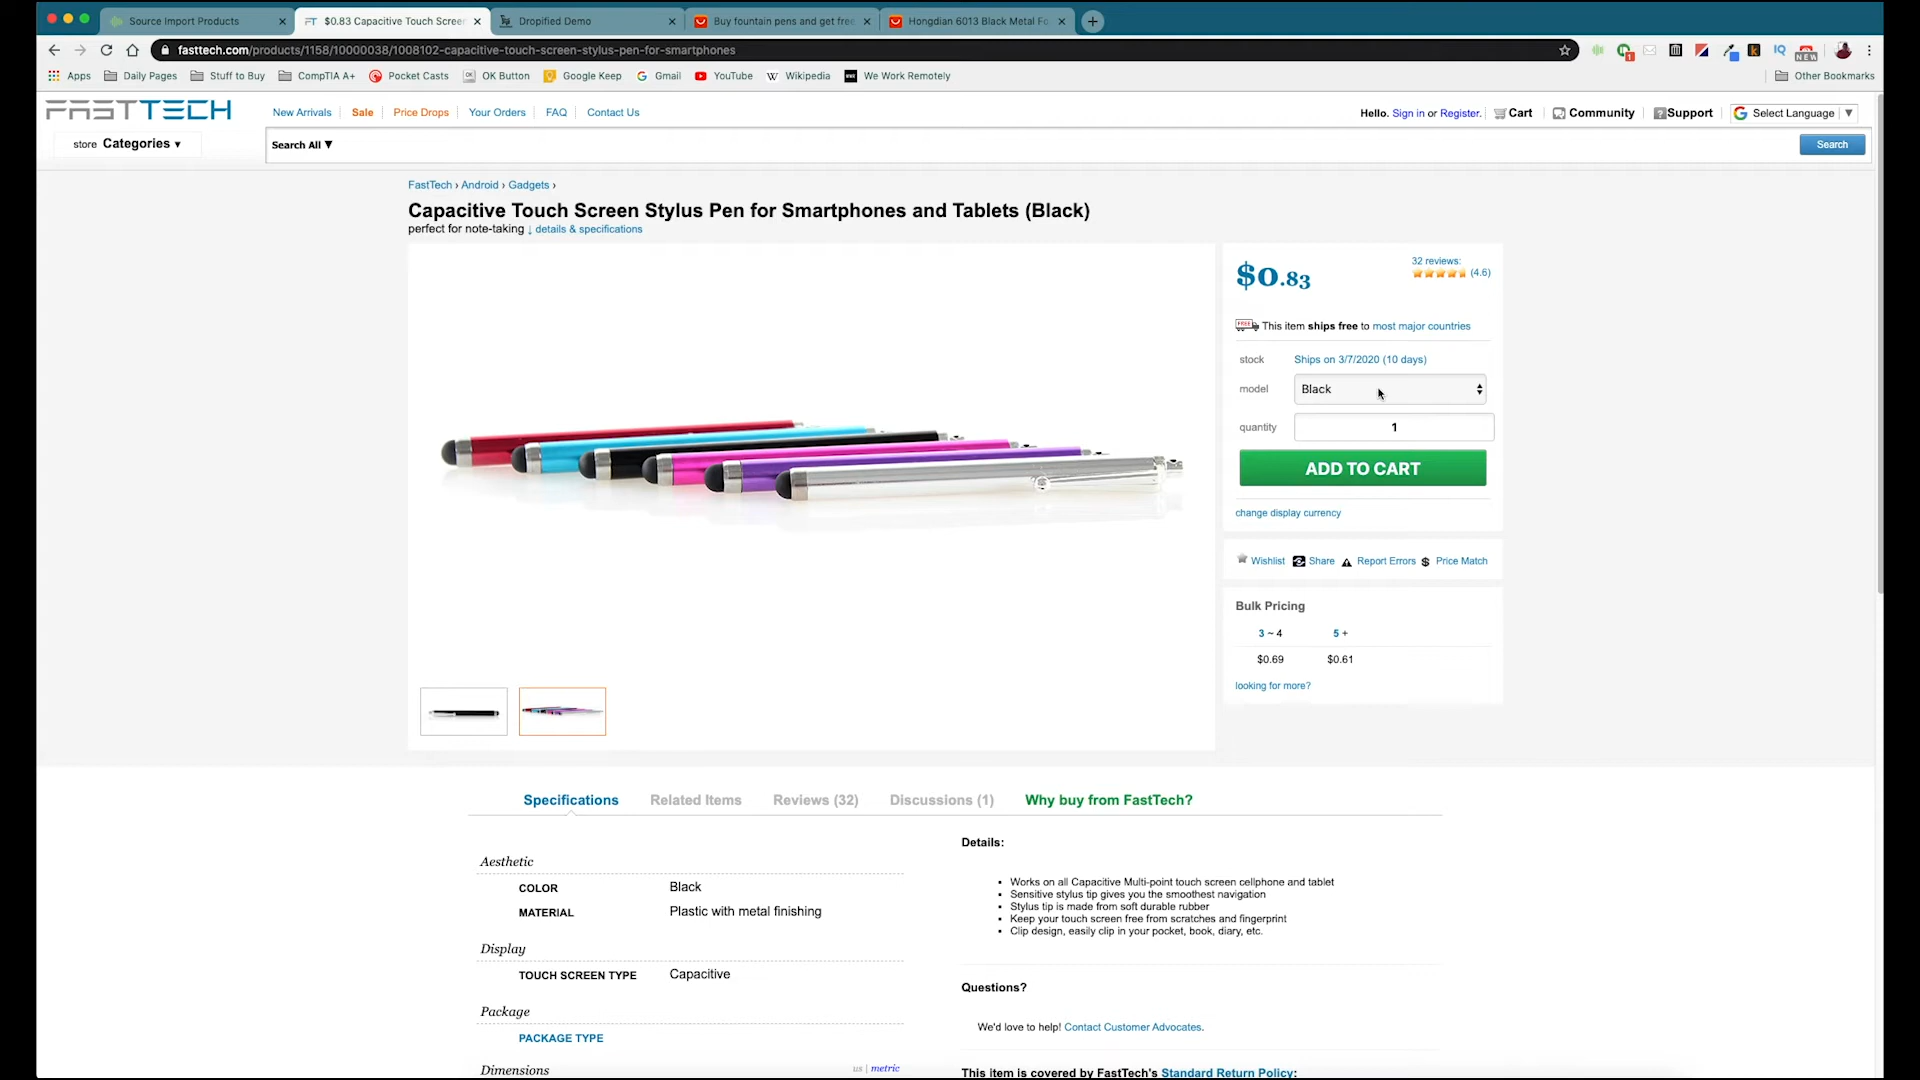 Source Import Products
$0.83 Capacitive Touch Screen
Dropified Demo
Buy fountain pens and get free
Hongdian 6013 Black Metal Fo
fasttech.com/products/1158/10000038/1008102-capacitive-touch-screen-stylus-pen-for-smartphones
Apps
Daily Pages
Stuff to Buy
CompTIA A+
Pocket Casts
OK Button
Google Keep
Gmail
YouTube
Wikipedia
We Work Remotely
Other Bookmarks
FASTTECH
New Arrivals
Sale
Price Drops
Your Orders
FAQ
Contact Us
Hello. Sign in or Register.
Cart
Community
Support
Select Language ▼
store Categories ▾
Search All ▼
Search
FastTech › Android › Gadgets ›
Capacitive Touch Screen Stylus Pen for Smartphones and Tablets (Black)
perfect for note-taking ↓ details & specifications
$0.83
32 reviews:
(4.6)
FREE This item ships free to most major countries
stock Ships on 3/7/2020 (10 days)
model Black
quantity 1
ADD TO CART
change display currency
Wishlist Share Report Errors $ Price Match
Bulk Pricing
3 ~ 4 5 +
$0.69 $0.61
looking for more?
Specifications
Related Items
Reviews (32)
Discussions (1)
Why buy from FastTech?
Aesthetic
COLOR Black
MATERIAL Plastic with metal finishing
Display
TOUCH SCREEN TYPE Capacitive
Package
PACKAGE TYPE
Dimensions us | metric
Details:
• Works on all Capacitive Multi-point touch screen cellphone and tablet
• Sensitive stylus tip gives you the smoothest navigation
• Stylus tip is made from soft durable rubber
• Keep your touch screen free from scratches and fingerprint
• Clip design, easily clip in your pocket, book, diary, etc.
Questions?
We'd love to help! Contact Customer Advocates.
This item is covered by FastTech's Standard Return Policy: